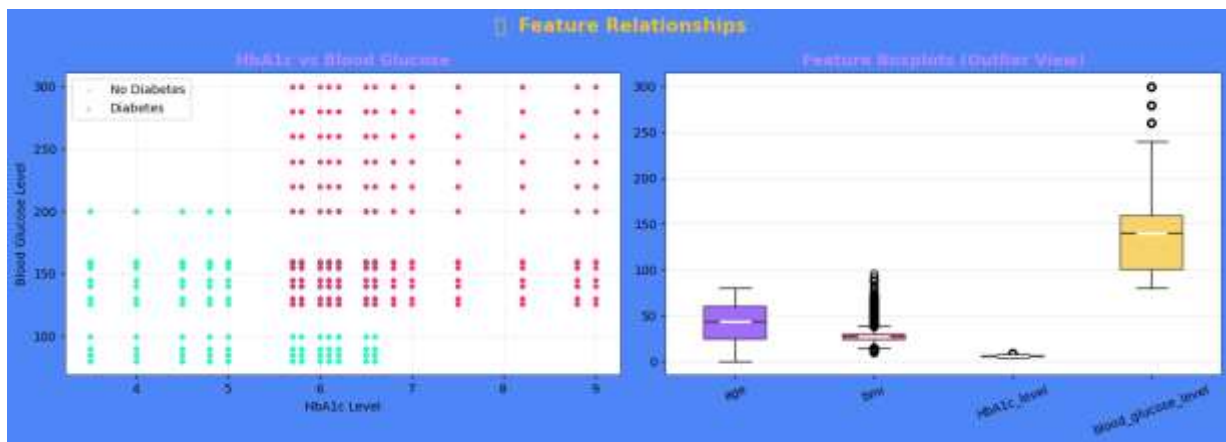 Feature Relationships
HbA1c vs Blood Glucose
No Diabetes
Diabetes
300
250
200
150
100
Blood Glucose Level
4
5
6
7
8
9
HbA1c Level
Feature Boxplots (Outlier View)
300
250
200
150
100
50
0
age
bmi
HbA1c_level
blood_glucose_level